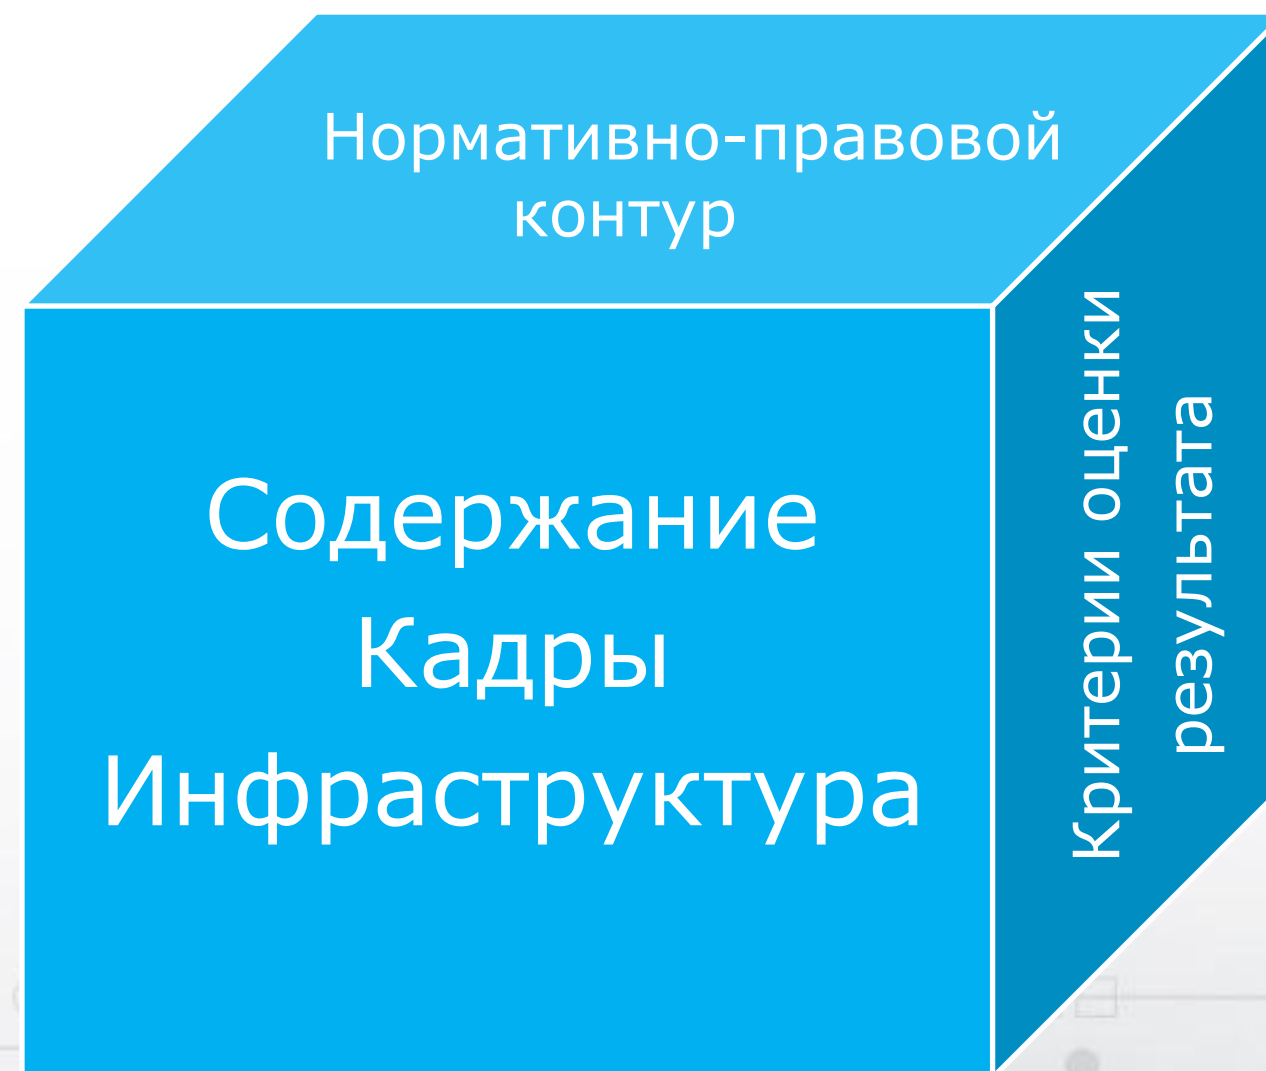 Нормативно-правовой
контур
Содержание
Кадры
Инфраструктура
Критерии оценки
результата